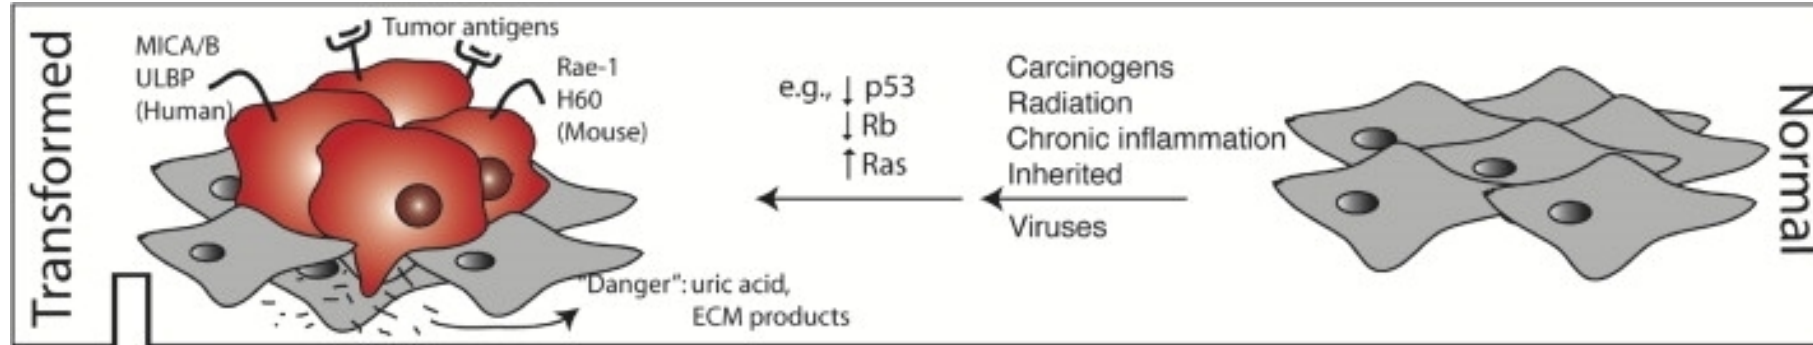 Transformed
MICA/B
ULBP
(Human)
Tumor antigens
Rae-1
H60
(Mouse)
"Danger": uric acid,
ECM products
e.g., ↓ p53
↓ Rb
↑ Ras
Carcinogens
Radiation
Chronic inflammation
Inherited
Viruses
Normal